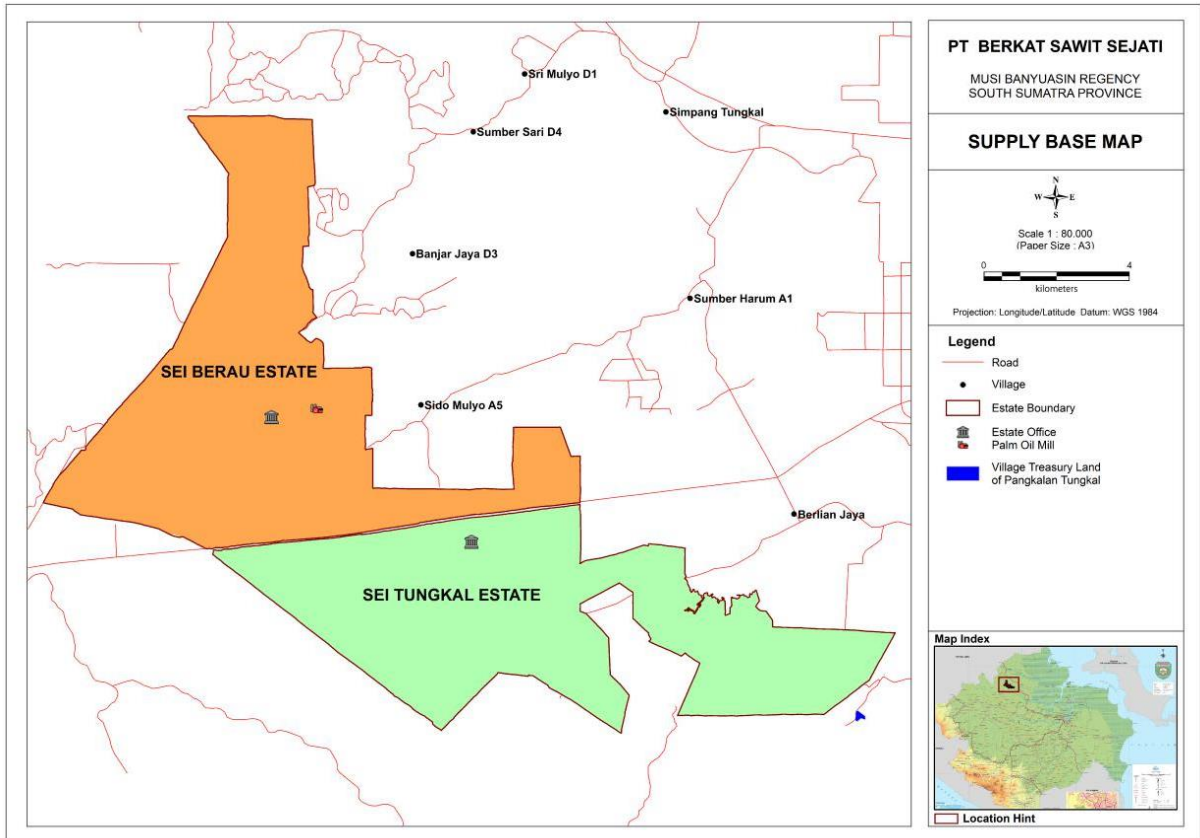 Sri Mulyo D1
Simpang Tungkal
Sumber Sari D4
Banjar Jaya D3
Sumber Harum A1
SEI BERAU ESTATE
Sido Mulyo A5
Berlian Jaya
SEI TUNGKAL ESTATE
PT BERKAT SAWIT SEJATI
MUSI BANYUASIN REGENCY
SOUTH SUMATRA PROVINCE
SUPPLY BASE MAP
N
W E
S
Scale 1 : 80.000
(Paper Size : A3)
0 4
kilometers
Projection: Longitude/Latitude Datum: WGS 1984
Legend
Road
Village
Estate Boundary
Estate Office
Palm Oil Mill
Village Treasury Land
of Pangkalan Tungkal
Map Index
Location Hint